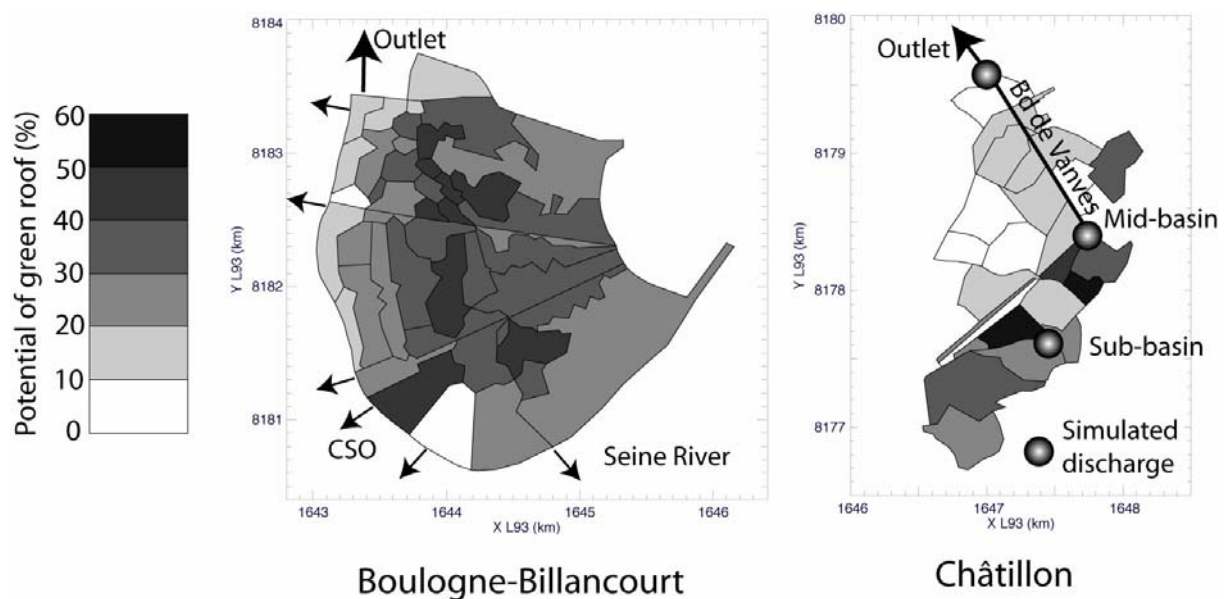 Potential of green roof (%)
60
50
40
30
20
10
0
8184
8183
8182
8181
Y L93 (km)
Outlet
CSO
Seine River
1643
1644
1645
1646
X L93 (km)
Boulogne-Billancourt
8180
8179
8178
8177
Y L93 (km)
Outlet
Bd de Vanves
Mid-basin
Sub-basin
Simulated
discharge
1646
1647
1648
X L93 (km)
Châtillon